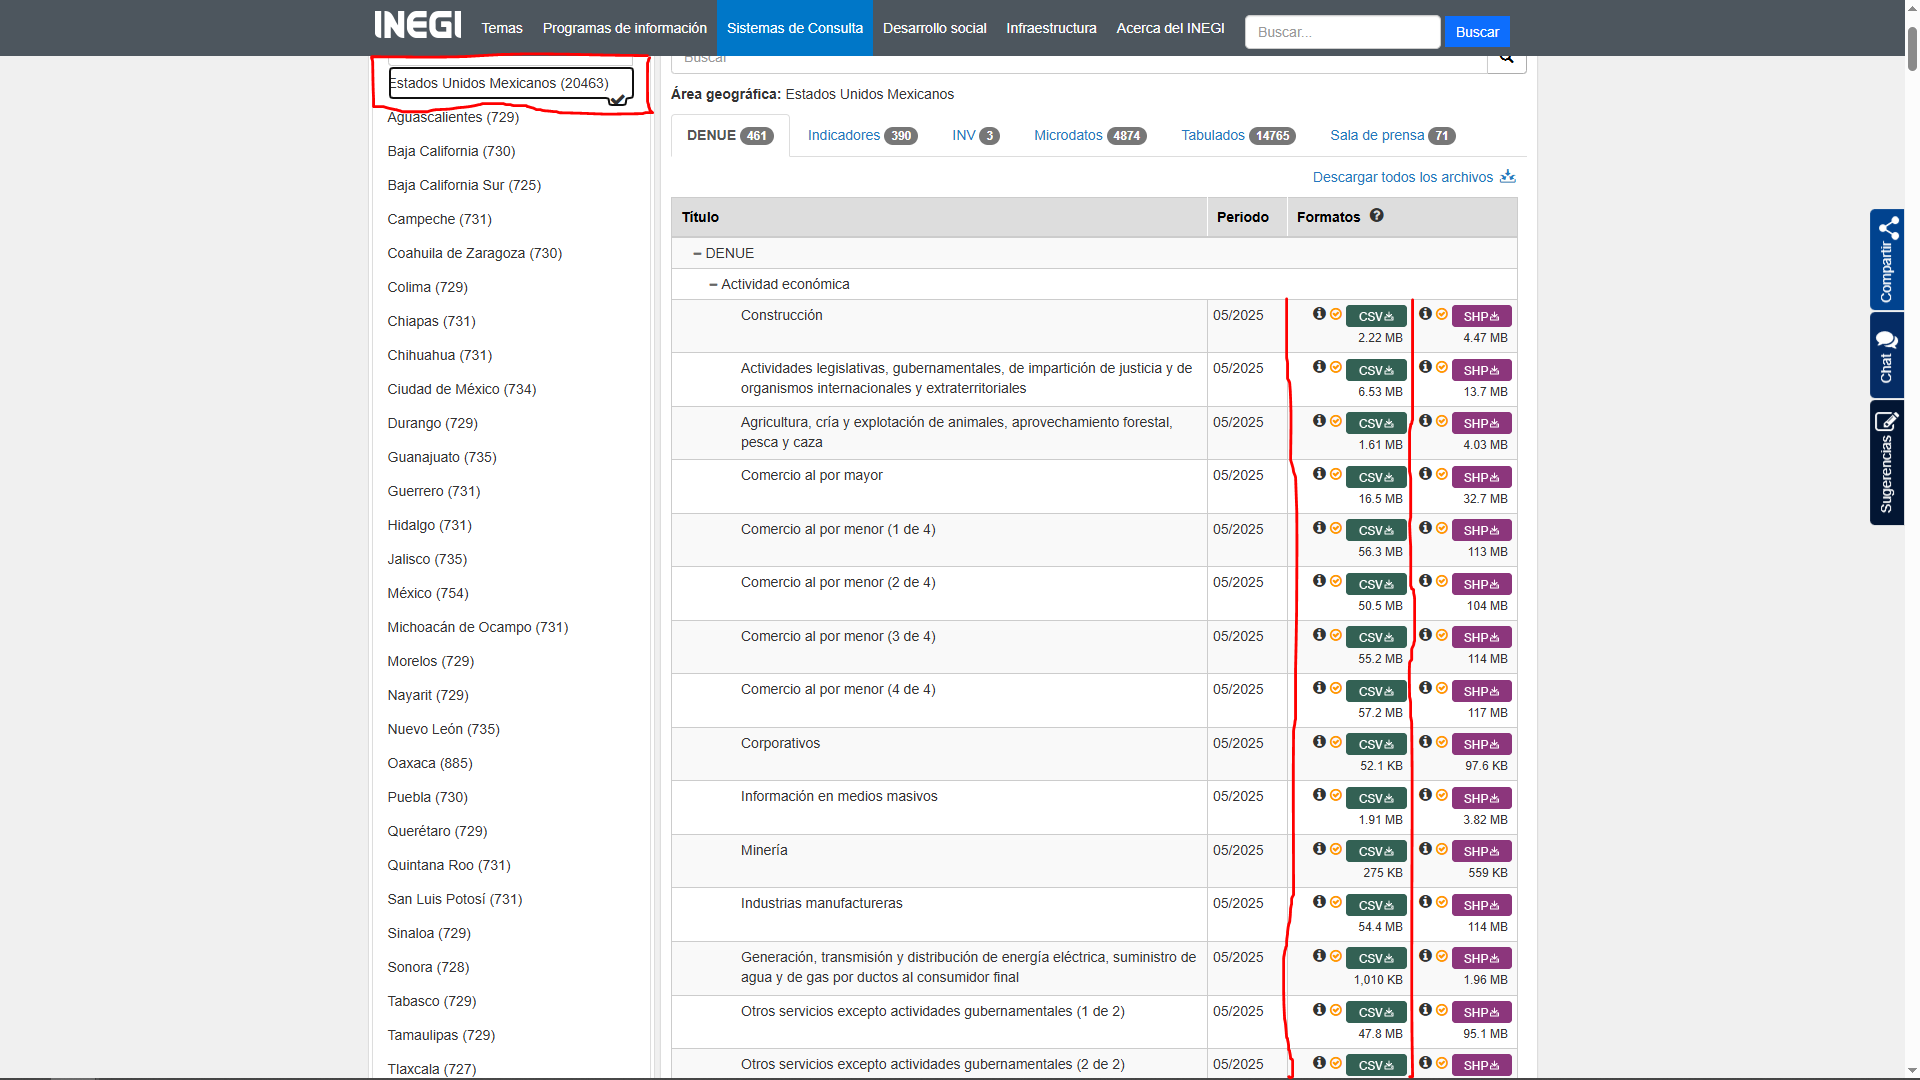 INEGI Temas Programas de información Sistemas de Consulta Desarrollo social Infraestructura Acerca del INEGI Buscar... Buscar
Estados Unidos Mexicanos (20463)
Aguascalientes (729)
Baja California (730)
Baja California Sur (725)
Campeche (731)
Coahuila de Zaragoza (730)
Colima (729)
Chiapas (731)
Chihuahua (731)
Ciudad de México (734)
Durango (729)
Guanajuato (735)
Guerrero (731)
Hidalgo (731)
Jalisco (735)
México (754)
Michoacán de Ocampo (731)
Morelos (729)
Nayarit (729)
Nuevo León (735)
Oaxaca (885)
Puebla (730)
Querétaro (729)
Quintana Roo (731)
San Luis Potosí (731)
Sinaloa (729)
Sonora (728)
Tabasco (729)
Tamaulipas (729)
Tlaxcala (727)
Buscar
Área geográfica: Estados Unidos Mexicanos
DENUE 461 Indicadores 390 INV 3 Microdatos 4874 Tabulados 14765 Sala de prensa 71
Descargar todos los archivos
Título Periodo Formatos
DENUE
Actividad económica
Construcción 05/2025 CSV SHP
2.22 MB 4.47 MB
Actividades legislativas, gubernamentales, de impartición de justicia y de 05/2025 CSV SHP
organismos internacionales y extraterritoriales 6.53 MB 13.7 MB
Agricultura, cría y explotación de animales, aprovechamiento forestal, 05/2025 CSV SHP
pesca y caza 1.61 MB 4.03 MB
Comercio al por mayor 05/2025 CSV SHP
16.5 MB 32.7 MB
Comercio al por menor (1 de 4) 05/2025 CSV SHP
56.3 MB 113 MB
Comercio al por menor (2 de 4) 05/2025 CSV SHP
50.5 MB 104 MB
Comercio al por menor (3 de 4) 05/2025 CSV SHP
55.2 MB 114 MB
Comercio al por menor (4 de 4) 05/2025 CSV SHP
57.2 MB 117 MB
Corporativos 05/2025 CSV SHP
52.1 KB 97.6 KB
Información en medios masivos 05/2025 CSV SHP
1.91 MB 3.82 MB
Minería 05/2025 CSV SHP
275 KB 559 KB
Industrias manufactureras 05/2025 CSV SHP
54.4 MB 114 MB
Generación, transmisión y distribución de energía eléctrica, suministro de 05/2025 CSV SHP
agua y de gas por ductos al consumidor final 1,010 KB 1.96 MB
Otros servicios excepto actividades gubernamentales (1 de 2) 05/2025 CSV SHP
47.8 MB 95.1 MB
Otros servicios excepto actividades gubernamentales (2 de 2) 05/2025 CSV SHP
Compartir
Chat
Sugerencias